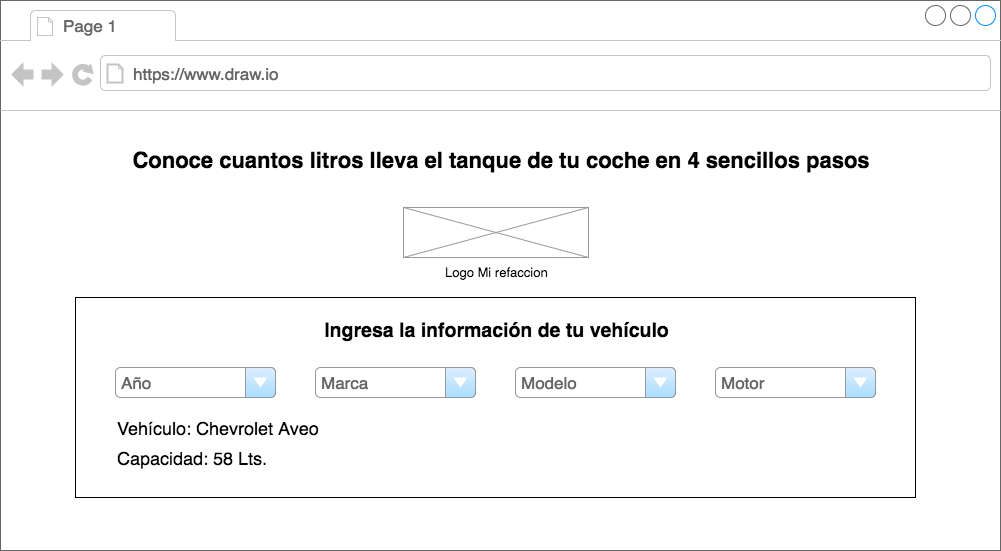 Page 1
https://www.draw.io
Conoce cuantos litros lleva el tanque de tu coche en 4 sencillos pasos
Logo Mi refaccion
Ingresa la información de tu vehículo
Año Marca Modelo Motor
Vehículo: Chevrolet Aveo
Capacidad: 58 Lts.